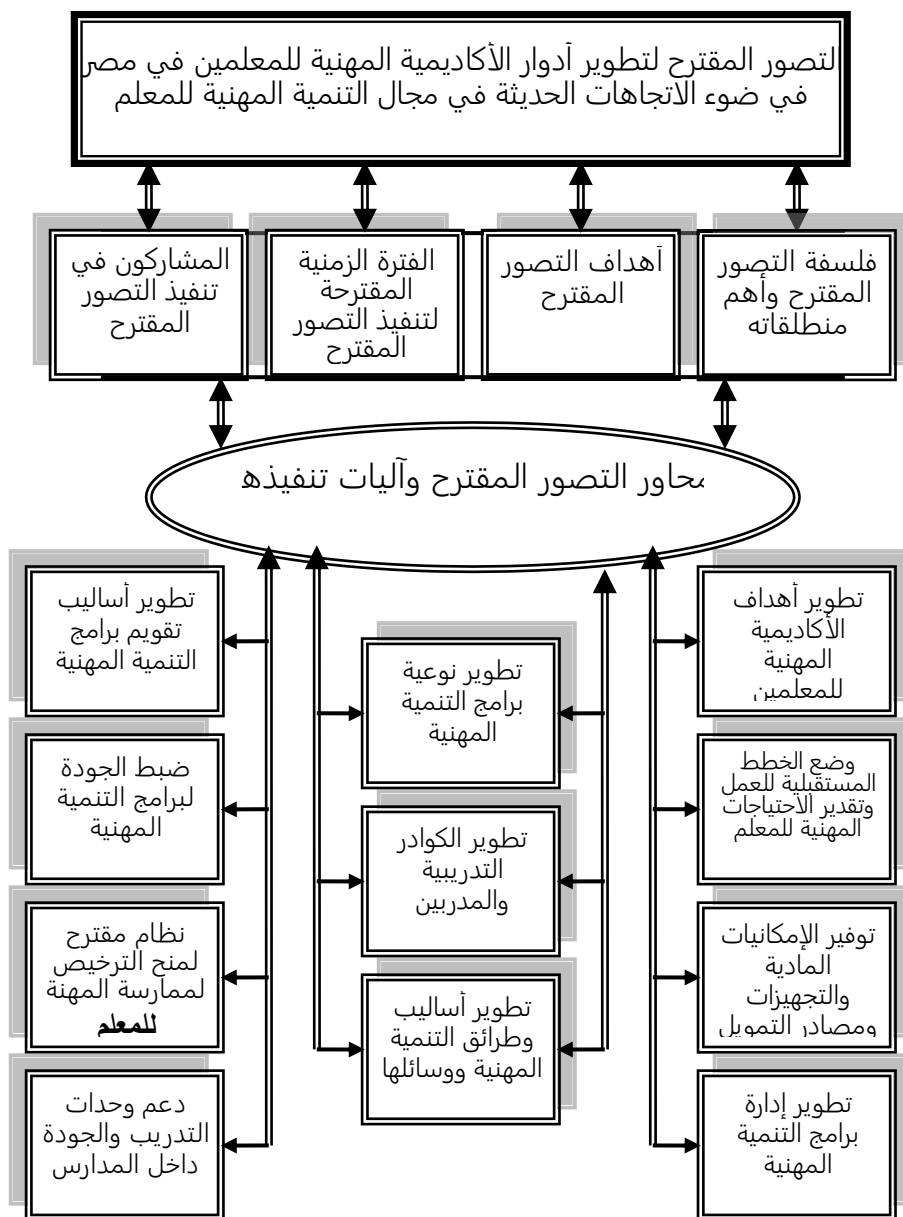 التصور المقترح لتطوير أدوار الأكاديمية المهنية للمعلمين في مصر
في ضوء الاتجاهات الحديثة في مجال التنمية المهنية للمعلم
فلسفة التصور
المقترح وأهم
منطلقاته
أهداف التصور
المقترح
الفترة الزمنية
المقترحة
لتنفيذ التصور
المقترح
المشاركون في
تنفيذ التصور
المقترح
محاور التصور المقترح وآليات تنفيذه
تطوير أهداف
الأكاديمية
المهنية
للمعلمين
وضع الخطط
المستقبلية للعمل
وتقدير الاحتياجات
المهنية للمعلم
توفير الإمكانيات
المادية
والتجهيزات
ومصادر التمويل
تطوير إدارة
برامج التنمية
المهنية
تطوير نوعية
برامج التنمية
المهنية
تطوير الكوادر
التدريبية
والمدربين
تطوير أساليب
وطرائق التنمية
المهنية ووسائلها
تطوير أساليب
تقويم برامج
التنمية المهنية
ضبط الجودة
لبرامج التنمية
المهنية
نظام مقترح
لمنح الترخيص
لممارسة المهنة
للمعلم
دعم وحدات
التدريب والجودة
داخل المدارس